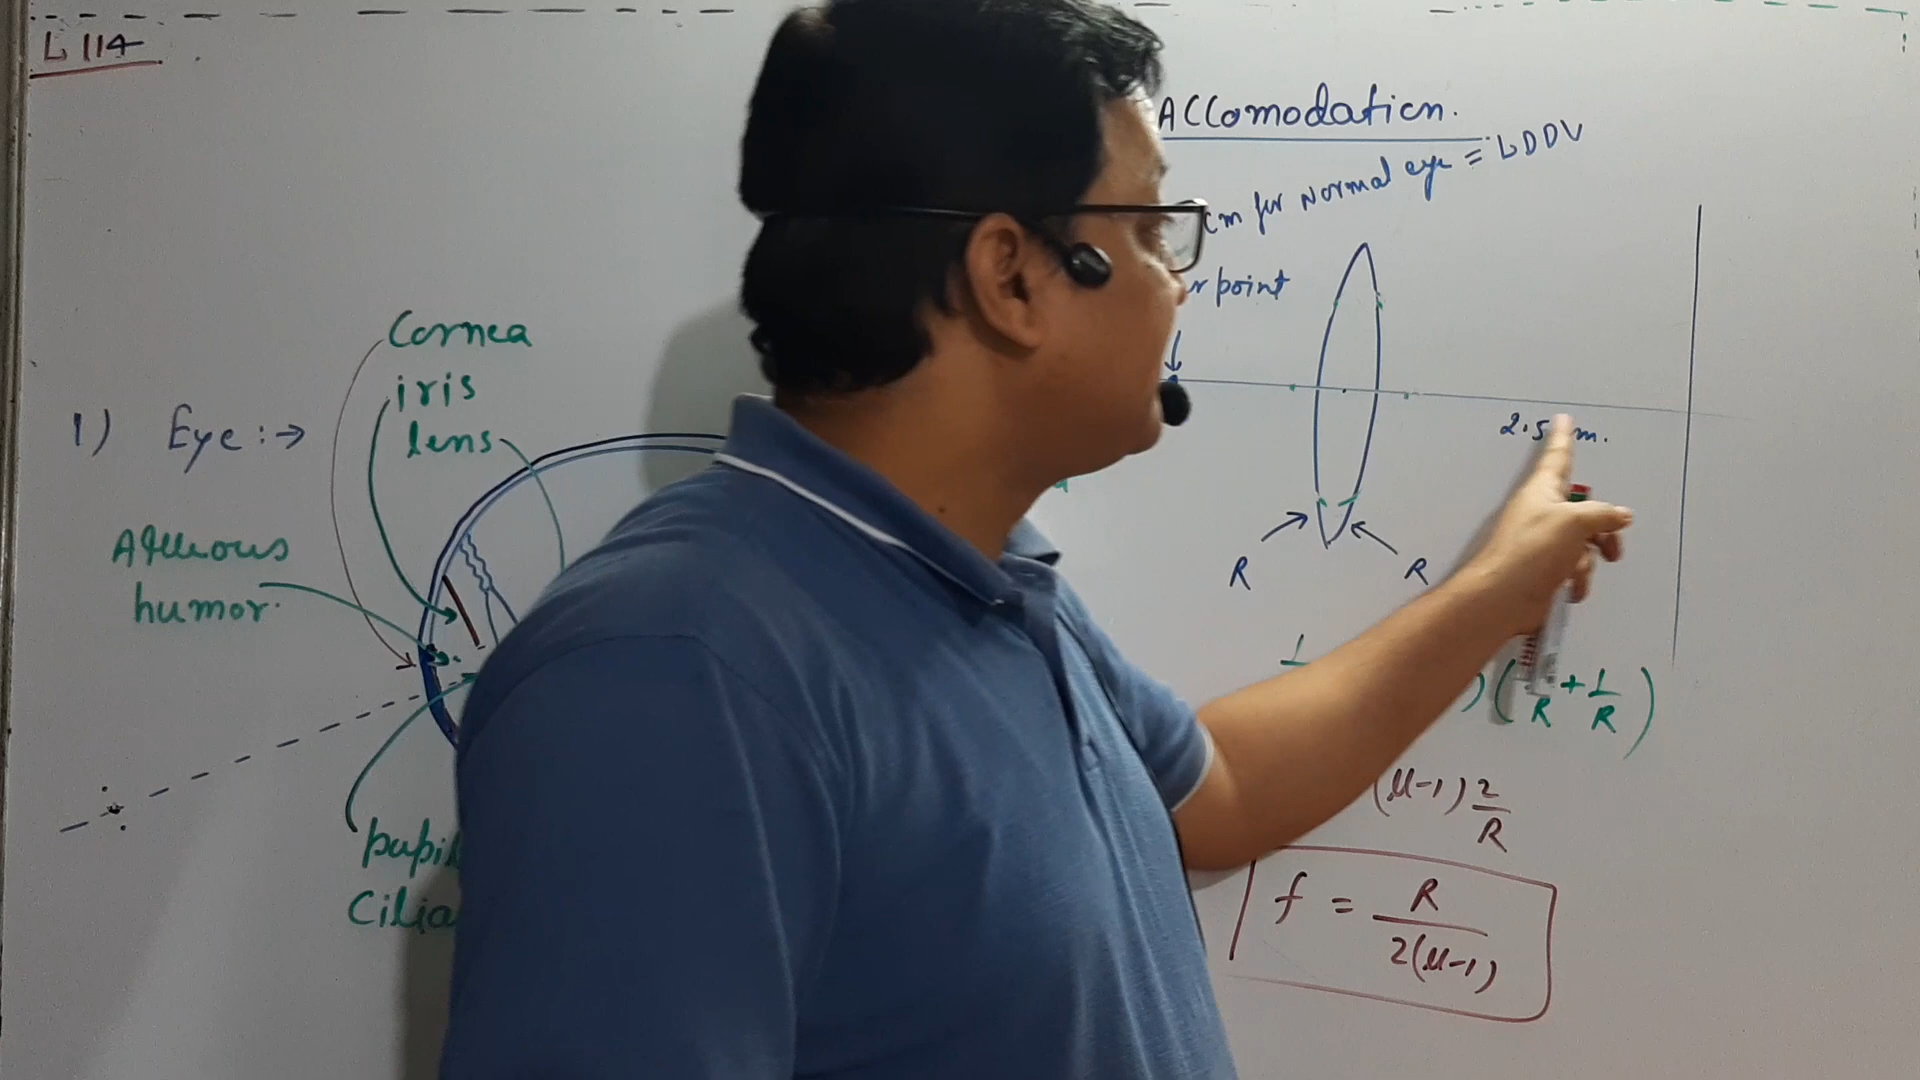 L 114
Accomodation.
cm for Normal eye = LDDV
r point
Cornea
iris
lens
1) Eye :→
2.5 m.
Aqueous
humor.
R
R
1
) ( R + 1/R )
(μ-1) 2/R
pupil
Cilia
f = R / 2(μ-1)